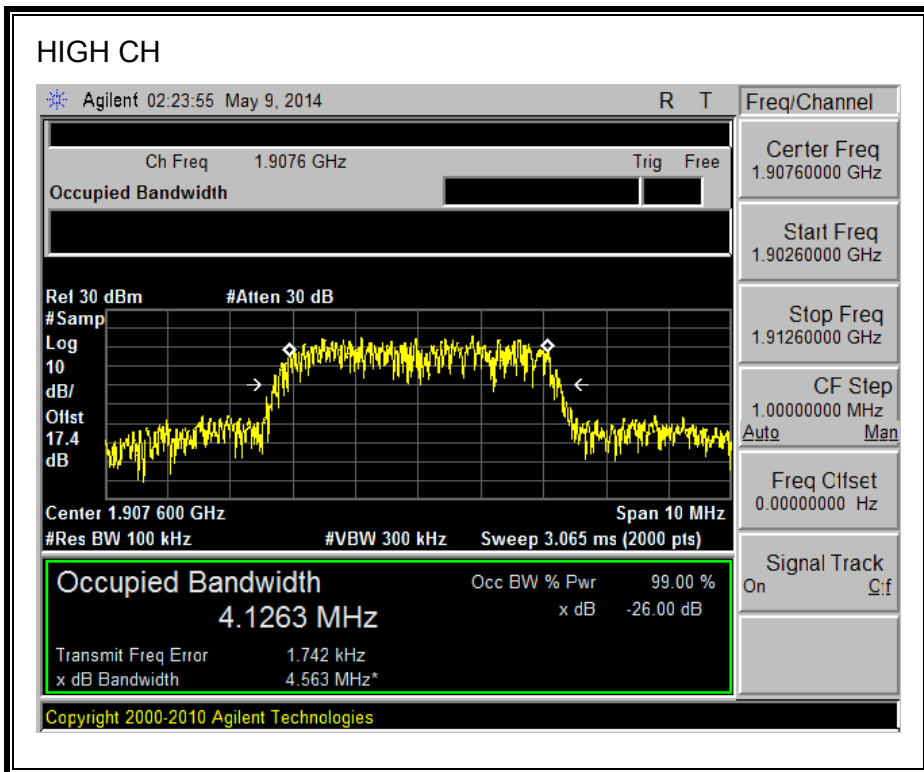 HIGH CH
Agilent 02:23:55 May 9, 2014 R T
Freq/Channel
Ch Freq 1.9076 GHz Trig Free
Occupied Bandwidth
Center Freq
1.90760000 GHz
Start Freq
1.90260000 GHz
Stop Freq
1.91260000 GHz
CF Step
1.00000000 MHz
Auto Man
Freq Offset
0.00000000 Hz
Signal Track
On Off
Ref 30 dBm #Atten 30 dB
#Samp
Log
10
dB/
Offst
17.4
dB
Center 1.907 600 GHz Span 10 MHz
#Res BW 100 kHz #VBW 300 kHz Sweep 3.065 ms (2000 pts)
Occupied Bandwidth
4.1263 MHz
Occ BW % Pwr 99.00 %
x dB -26.00 dB
Transmit Freq Error 1.742 kHz
x dB Bandwidth 4.563 MHz*
Copyright 2000-2010 Agilent Technologies